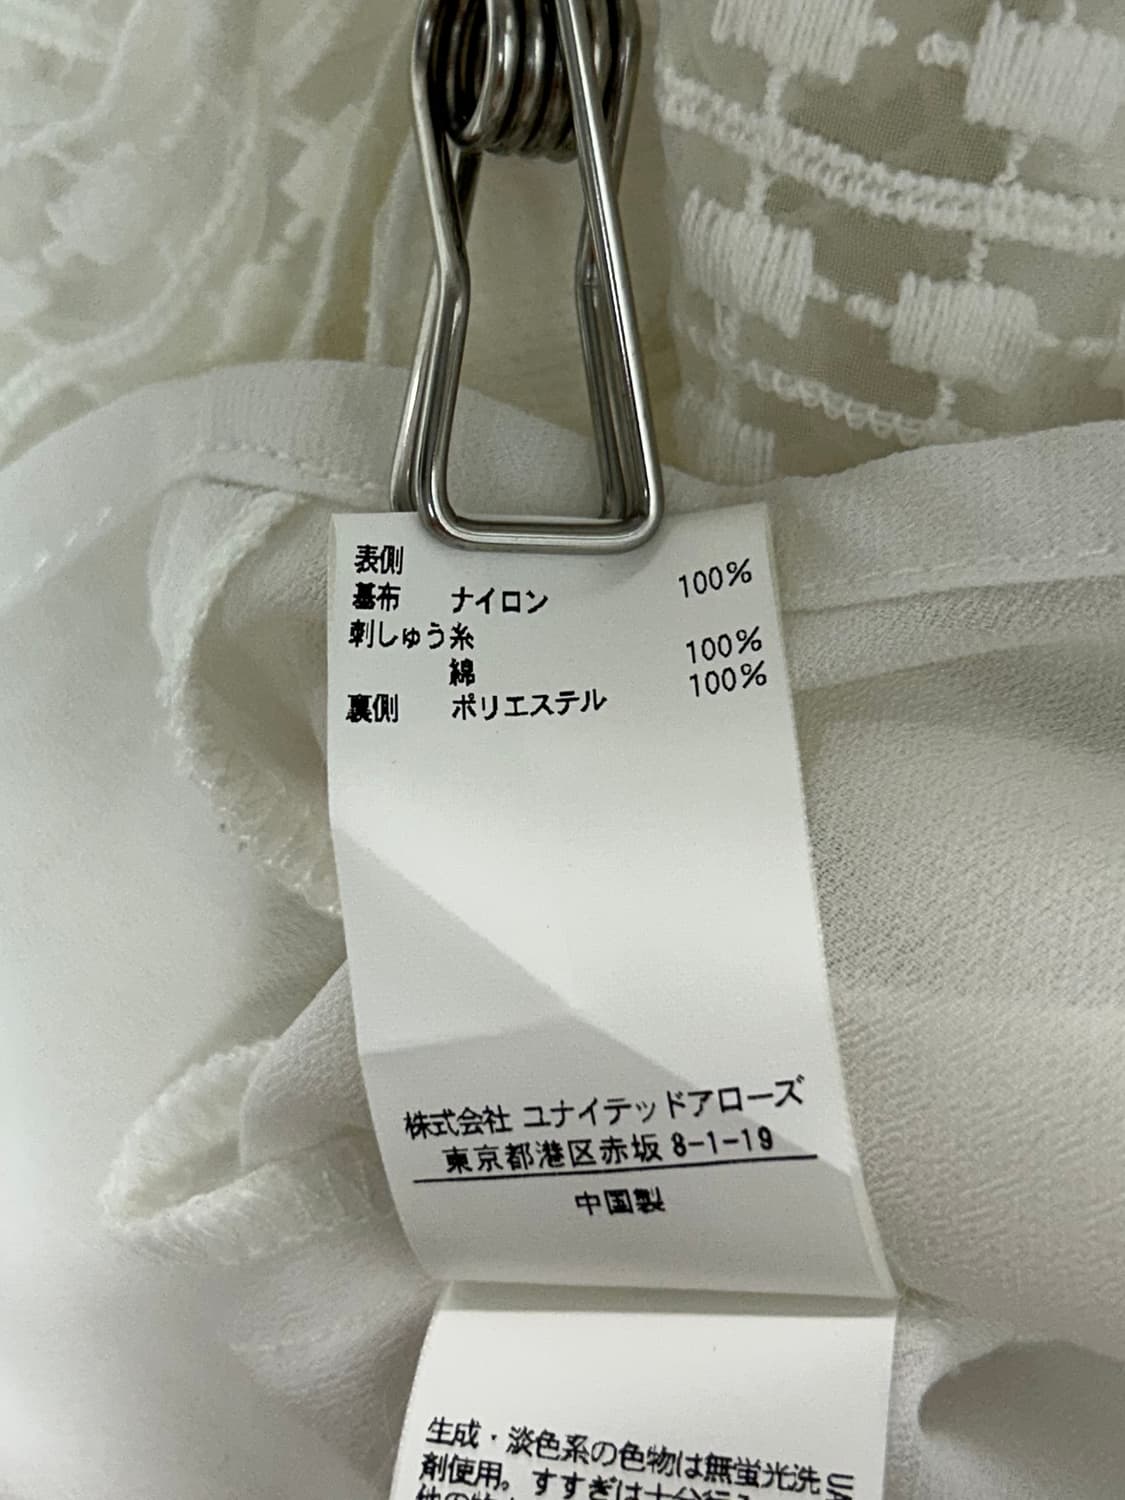 表側
基布 ナイロン 100%
刺しゅう糸
綿 100%
裏側 ポリエステル 100%
株式会社 ユナイテッドアローズ
東京都港区赤坂 8-1-19
中国製
生成・淡色系の色物は無蛍光洗
剤使用。すすぎは十分行
UA